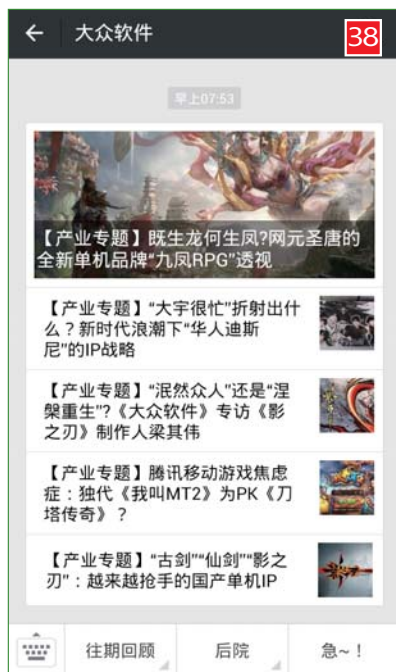 大众软件
38
早上07:53
【产业专题】既生龙何生凤?网元圣唐的
全新单机品牌“九凤RPG”透视
【产业专题】“大宇很忙”折射出什
么？新时代浪潮下“华人迪斯
尼”的IP战略
【产业专题】“泯然众人”还是“涅
槃重生”?《大众软件》专访《影
之刃》制作人梁其伟
【产业专题】腾讯移动游戏焦虑
症：独代《我叫MT2》为PK《刀
塔传奇》？
【产业专题】“古剑”“仙剑”“影之
刃”：越来越抢手的国产单机IP
往期回顾
后院
急~！